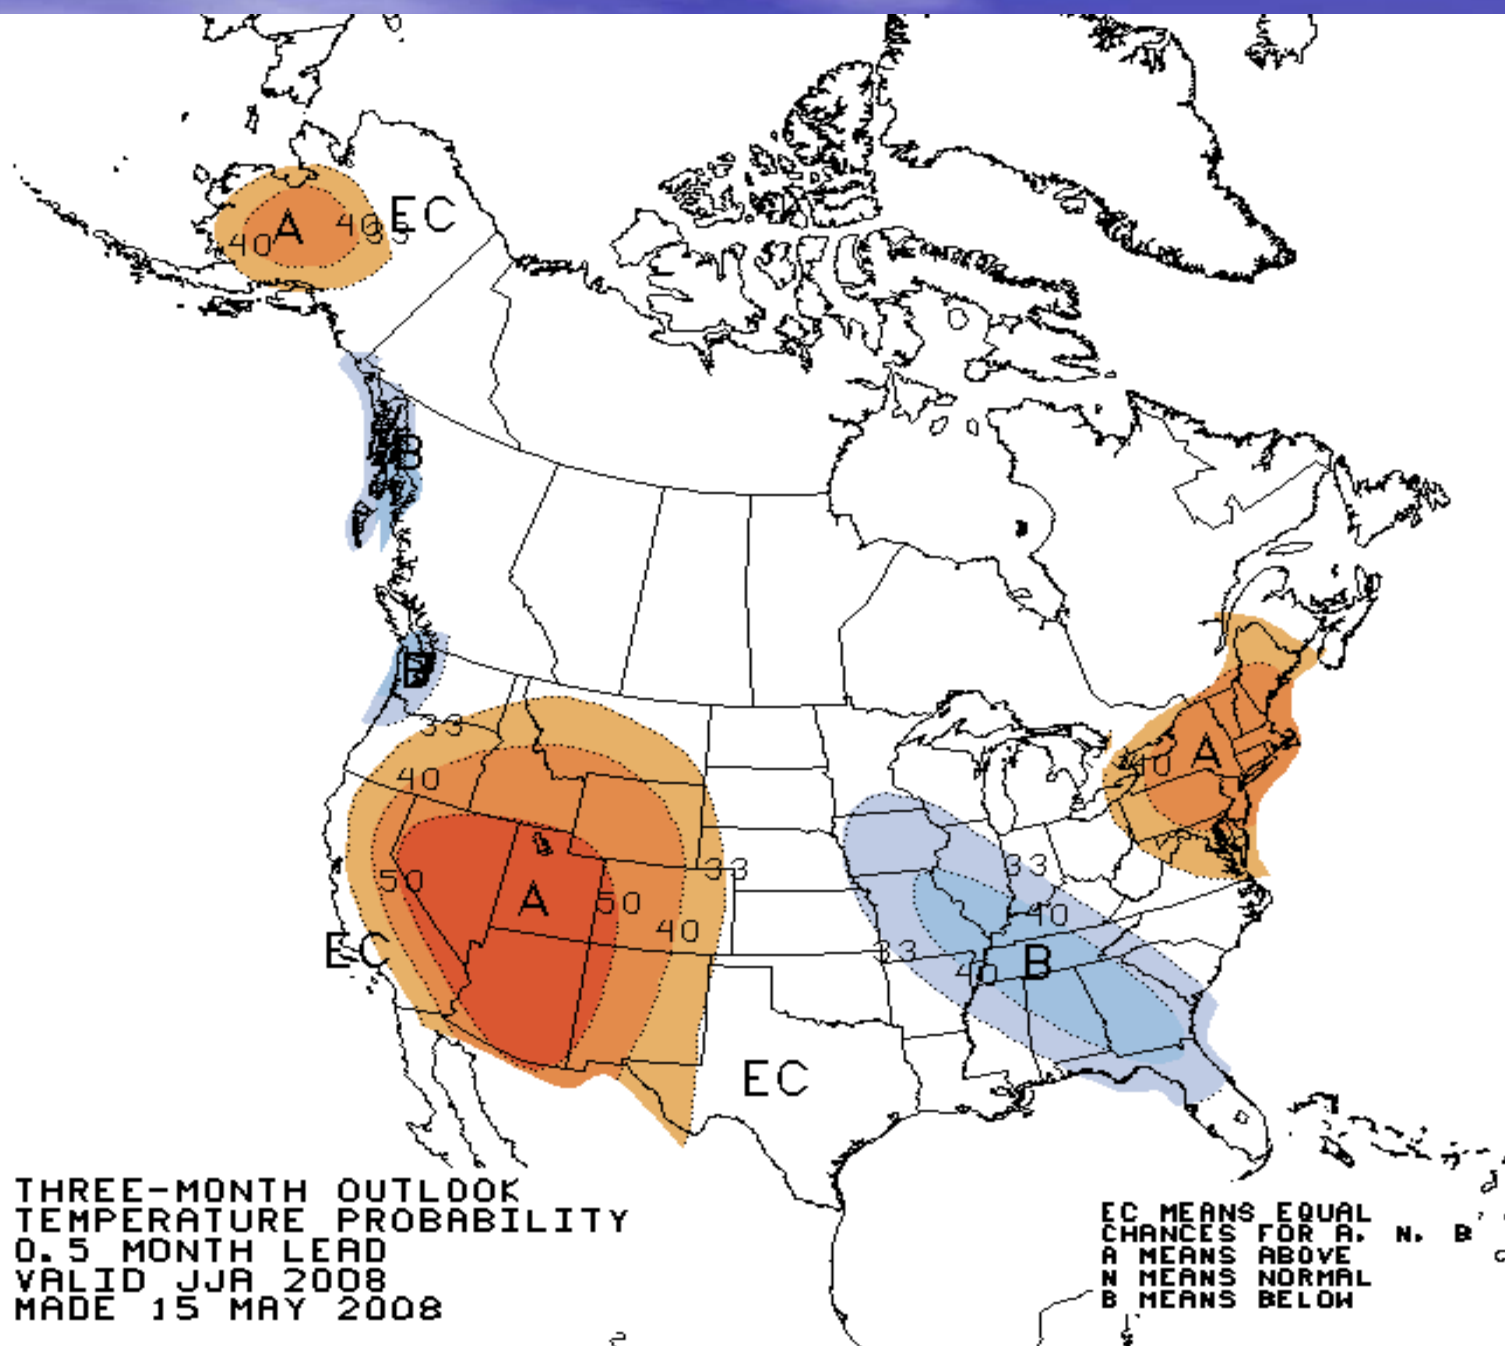 A
40
40
35
EC
B
B
33
40
50
A
50
40
33
EC
EC
33
40
33
40
B
A
40
THREE-MONTH OUTLOOK
TEMPERATURE PROBABILITY
0.5 MONTH LEAD
VALID JJA 2008
MADE 15 MAY 2008
EC MEANS EQUAL
CHANCES FOR A, N, B
A MEANS ABOVE
N MEANS NORMAL
B MEANS BELOW